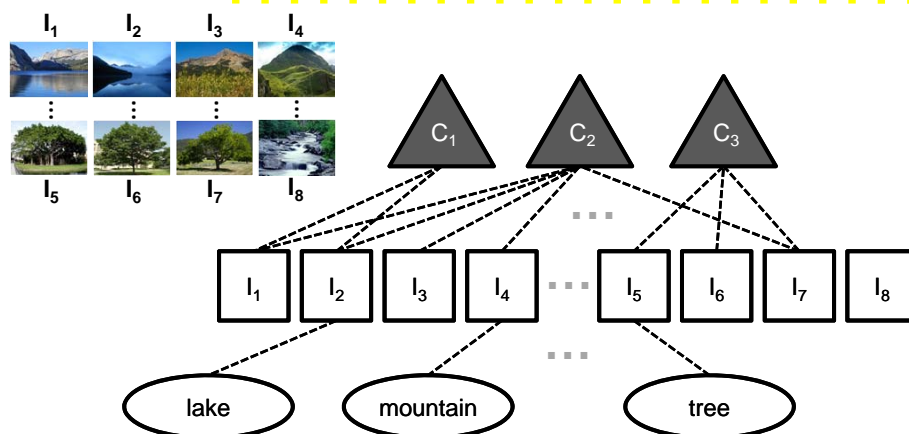 I1 I2 I3 I4
I5 I6 I7 I8
C1 C2 C3
I1 I2 I3 I4 I5 I6 I7 I8
lake mountain tree